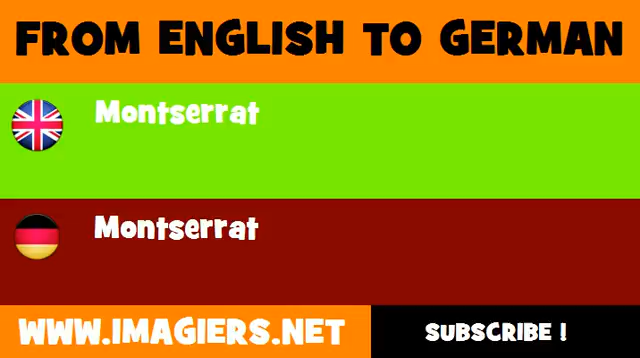 FROM ENGLISH TO GERMAN
Montserrat
Montserrat
WWW.IMAGIERS.NET
SUBSCRIBE !